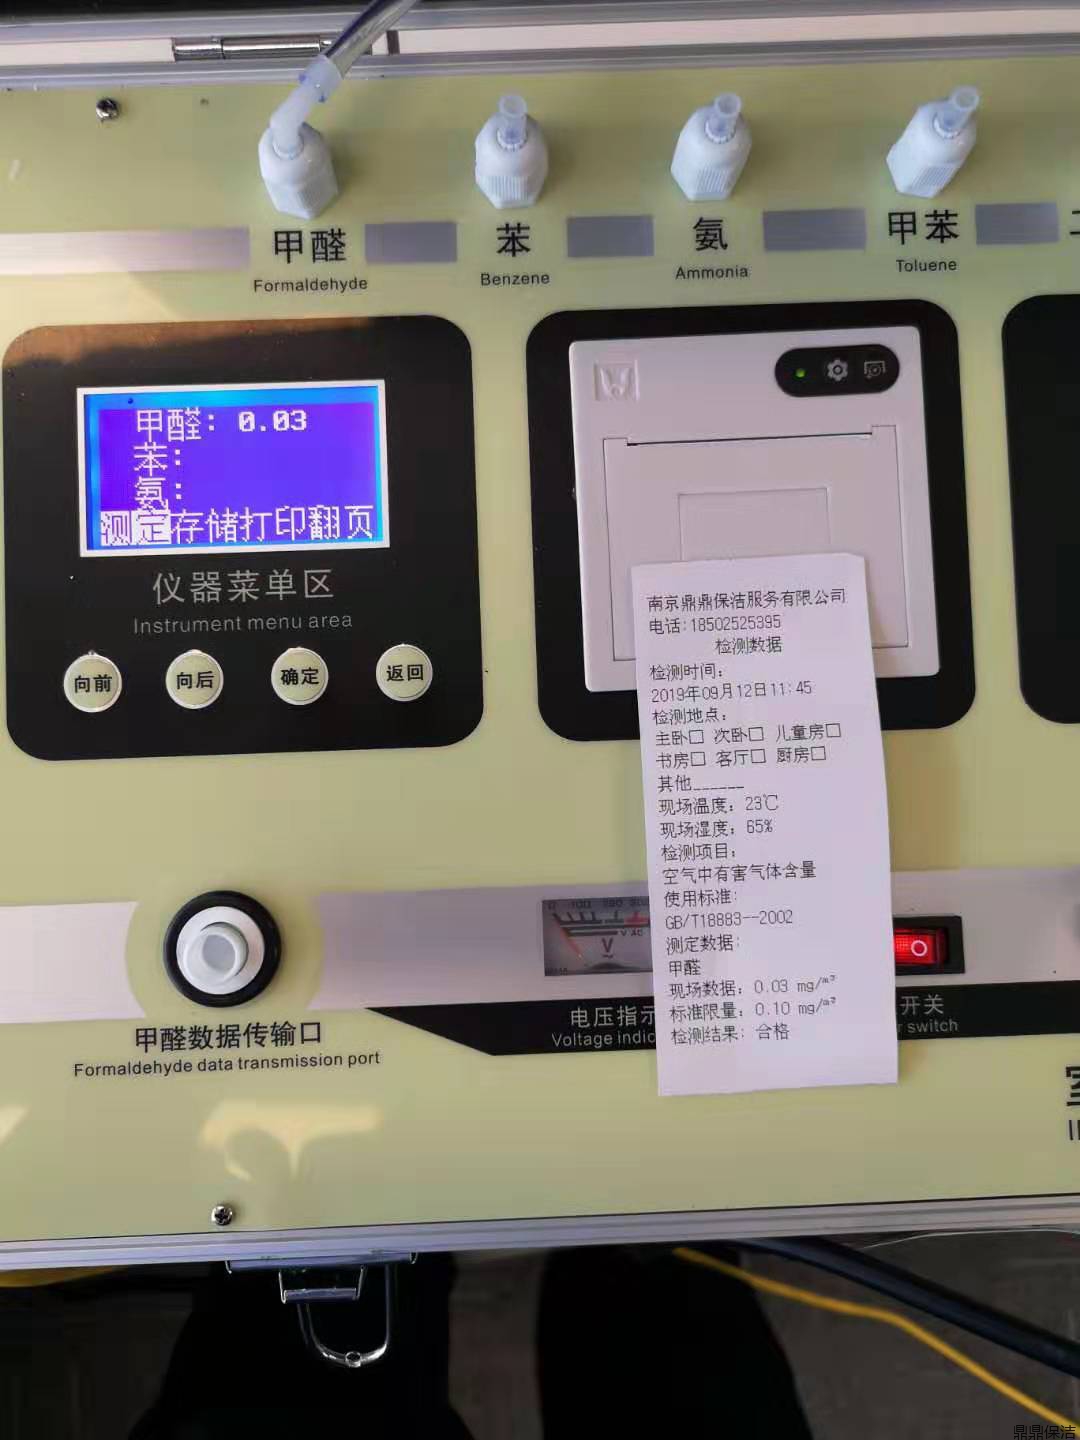 甲醛
Formaldehyde
苯
Benzene
氨
Ammonia
甲苯
Toluene
甲醛: 0.03
苯:
氨:
测定存储打印翻页
仪器菜单区
Instrument menu area
向前
向后
确定
返回
南京鼎鼎保洁服务有限公司
电话:18502525395
检测数据
检测时间:
2019年09月12日11:45
检测地点:
主卧□ 次卧□ 儿童房□
书房□ 客厅□ 厨房□
其他______
现场温度: 23℃
现场湿度: 65%
检测项目:
空气中有害气体含量
使用标准:
GB/T18883--2002
测定数据:
甲醛
现场数据: 0.03 mg/m³
标准限量: 0.10 mg/m³
检测结果: 合格
V
甲醛数据传输口
Formaldehyde data transmission port
电压指示
Voltage indic
开关
switch
鼎鼎保洁